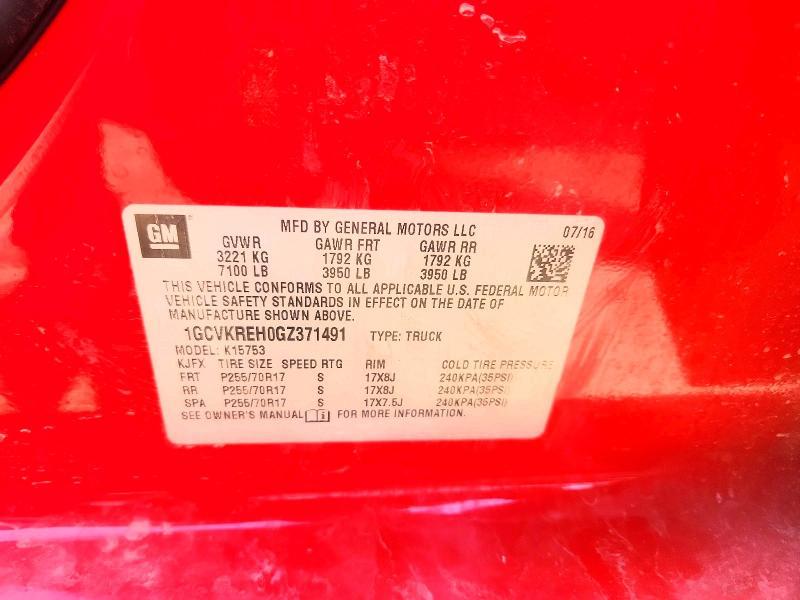 GM
MFD BY GENERAL MOTORS LLC 07/16
GVWR GAWR FRT GAWR RR
3221 KG 1792 KG 1792 KG
7100 LB 3950 LB 3950 LB
THIS VEHICLE CONFORMS TO ALL APPLICABLE U.S. FEDERAL MOTOR
VEHICLE SAFETY STANDARDS IN EFFECT ON THE DATE OF
MANUFACTURE SHOWN ABOVE.
1GCVKREH0GZ371491 TYPE: TRUCK
MODEL: K15753
KJFX TIRE SIZE SPEED RTG RIM COLD TIRE PRESSURE
FRT P255/70R17 S 17X8J 240KPA(35PSI)
RR P255/70R17 S 17X8J 240KPA(35PSI)
SPA P255/70R17 S 17X7.5J 240KPA(35PSI)
SEE OWNER'S MANUAL FOR MORE INFORMATION.